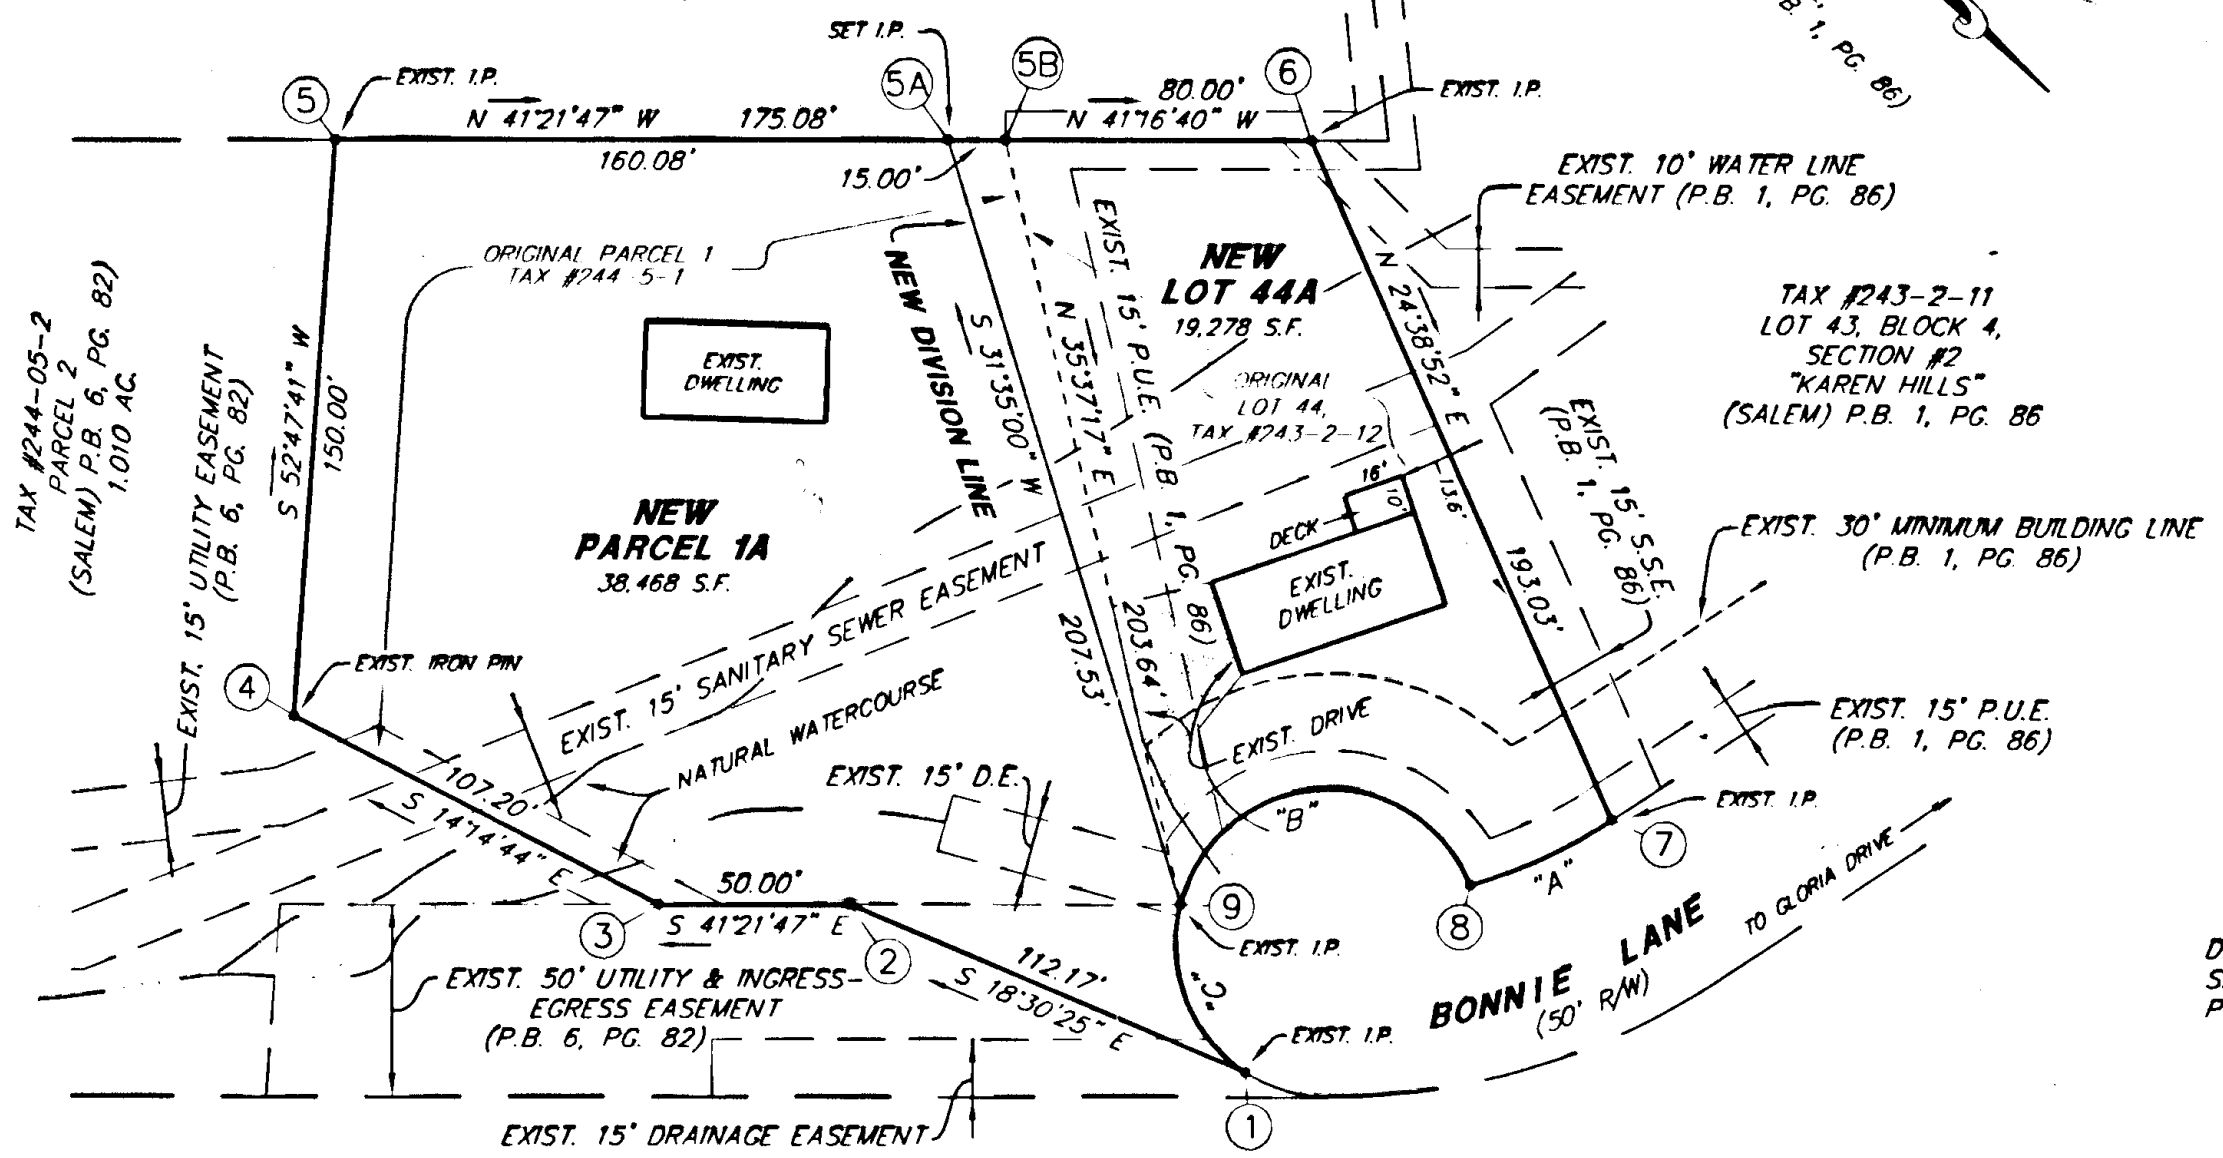 SET I.P.
B. 1, PG. 86)
5
EXIST. I.P.
5A
5B
6
EXIST. I.P.
N 41°21'47" W
175.08'
80.00'
N 41°16'40" W
160.08'
15.00'
EXIST. 10' WATER LINE
EASEMENT (P.B. 1, PG. 86)
ORIGINAL PARCEL 1
TAX #244-5-1
NEW DIVISION LINE
S 31°35'00" W
207.53'
N 35°37'17" E
203.64'
EXIST. 15' P.U.E. (P.B. 1, PG. 86)
NEW
LOT 44A
19,278 S.F.
ORIGINAL
LOT 44,
TAX #243-2-12
N 24°38'52" E
193.03'
TAX #243-2-11
LOT 43, BLOCK 4,
SECTION #2
"KAREN HILLS"
(SALEM) P.B. 1, PG. 86
TAX #244-05-2
PARCEL 2
(SALEM) P.B. 6, PG. 82)
1.010 AC.
EXIST. 15' UTILITY EASEMENT
(P.B. 6, PG. 82)
S 52°47'41" W
150.00'
EXIST.
DWELLING
NEW
PARCEL 1A
38,468 S.F.
16'
10'
13.6'
DECK
EXIST.
DWELLING
EXIST. 15' S.S.E.
(P.B. 1, PG. 86)
EXIST. 30' MINIMUM BUILDING LINE
(P.B. 1, PG. 86)
EXIST. 15' SANITARY SEWER EASEMENT
NATURAL WATERCOURSE
4
EXIST. IRON PIN
EXIST. DRIVE
EXIST. 15' P.U.E.
(P.B. 1, PG. 86)
107.20'
S 14°14'44" E
EXIST. 15' D.E.
"B"
EXIST. I.P.
7
"A"
TO GLORIA DRIVE
50.00'
S 41°21'47" E
3
2
9
8
EXIST. I.P.
112.17'
S 18°30'25" E
"C"
BONNIE LANE
(50' R/W)
EXIST. 50' UTILITY & INGRESS-
EGRESS EASEMENT
(P.B. 6, PG. 82)
EXIST. I.P.
1
EXIST. 15' DRAINAGE EASEMENT
D
S
P